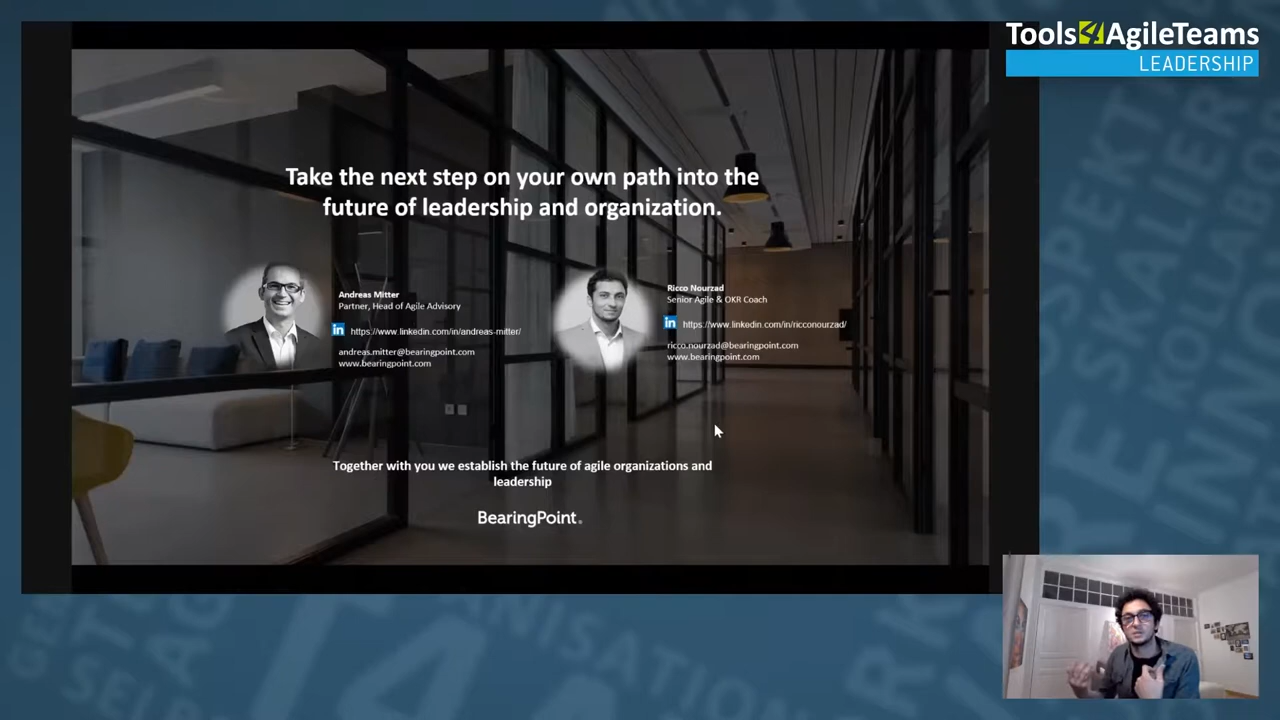 Tools4AgileTeams
LEADERSHIP
Take the next step on your own path into the
future of leadership and organization.
Andreas Mitter
Partner, Head of Agile Advisory
in https://www.linkedin.com/in/andreas-mitter/
andreas.mitter@bearingpoint.com
www.bearingpoint.com
Ricco Nourzad
Senior Agile & OKR Coach
in https://www.linkedin.com/in/ricconourzad/
ricco.nourzad@bearingpoint.com
www.bearingpoint.com
Together with you we establish the future of agile organizations and
leadership
BearingPoint®